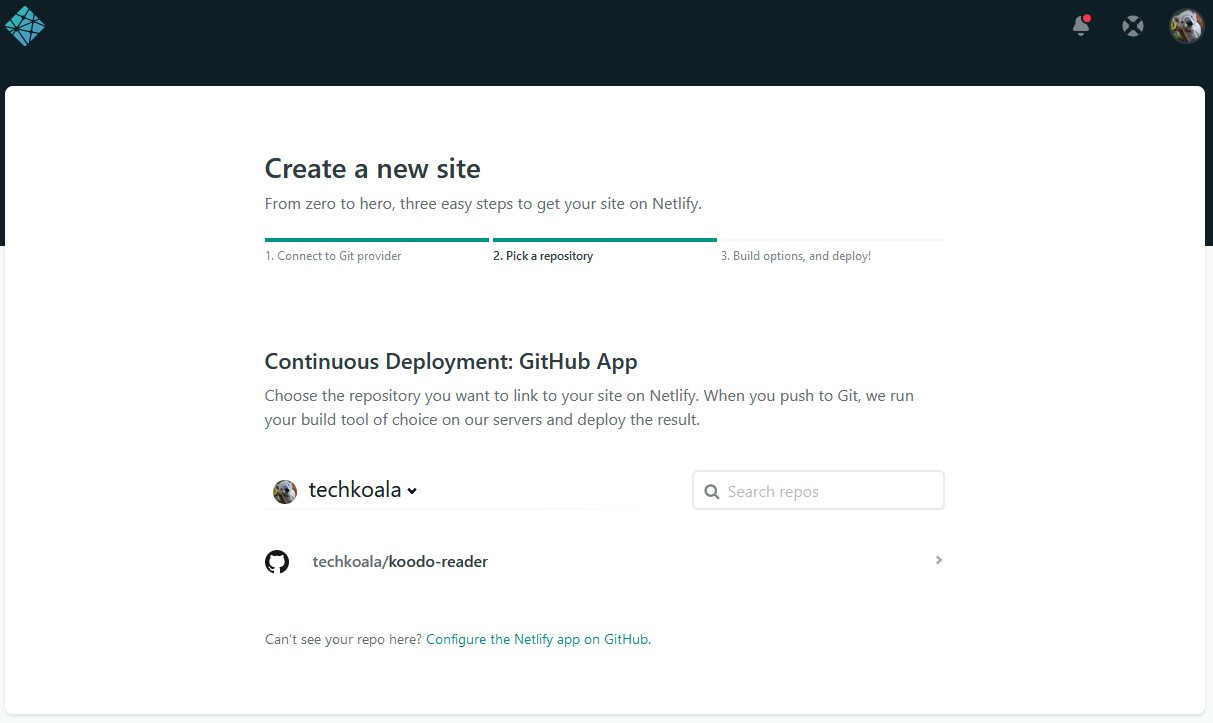 Create a new site
From zero to hero, three easy steps to get your site on Netlify.
1. Connect to Git provider
2. Pick a repository
3. Build options, and deploy!
Continuous Deployment: GitHub App
Choose the repository you want to link to your site on Netlify. When you push to Git, we run
your build tool of choice on our servers and deploy the result.
techkoala
Search repos
techkoala/koodo-reader
Can't see your repo here? Configure the Netlify app on GitHub.